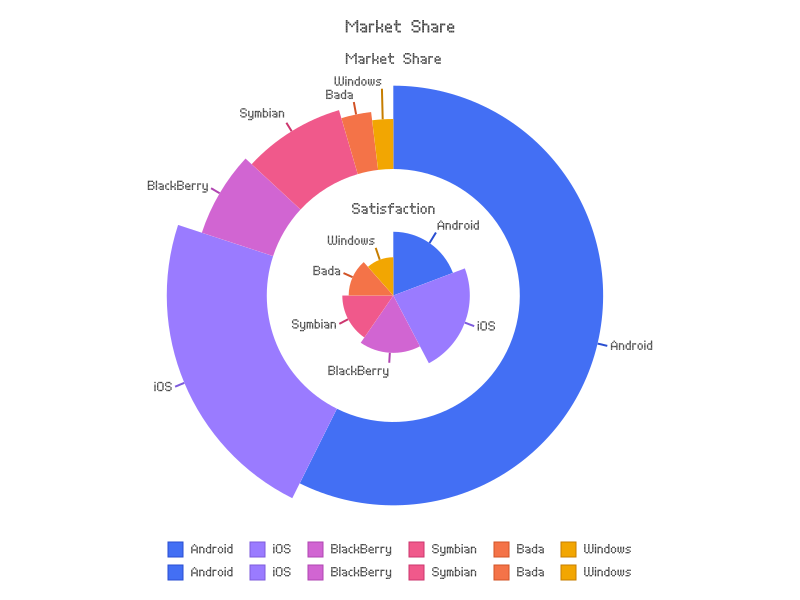 Market Share
Market Share
Windows
Bada
Symbian
BlackBerry
Satisfaction
Android
Windows
Bada
Symbian
iOS
Android
BlackBerry
iOS
Android iOS BlackBerry Symbian Bada Windows
Android iOS BlackBerry Symbian Bada Windows